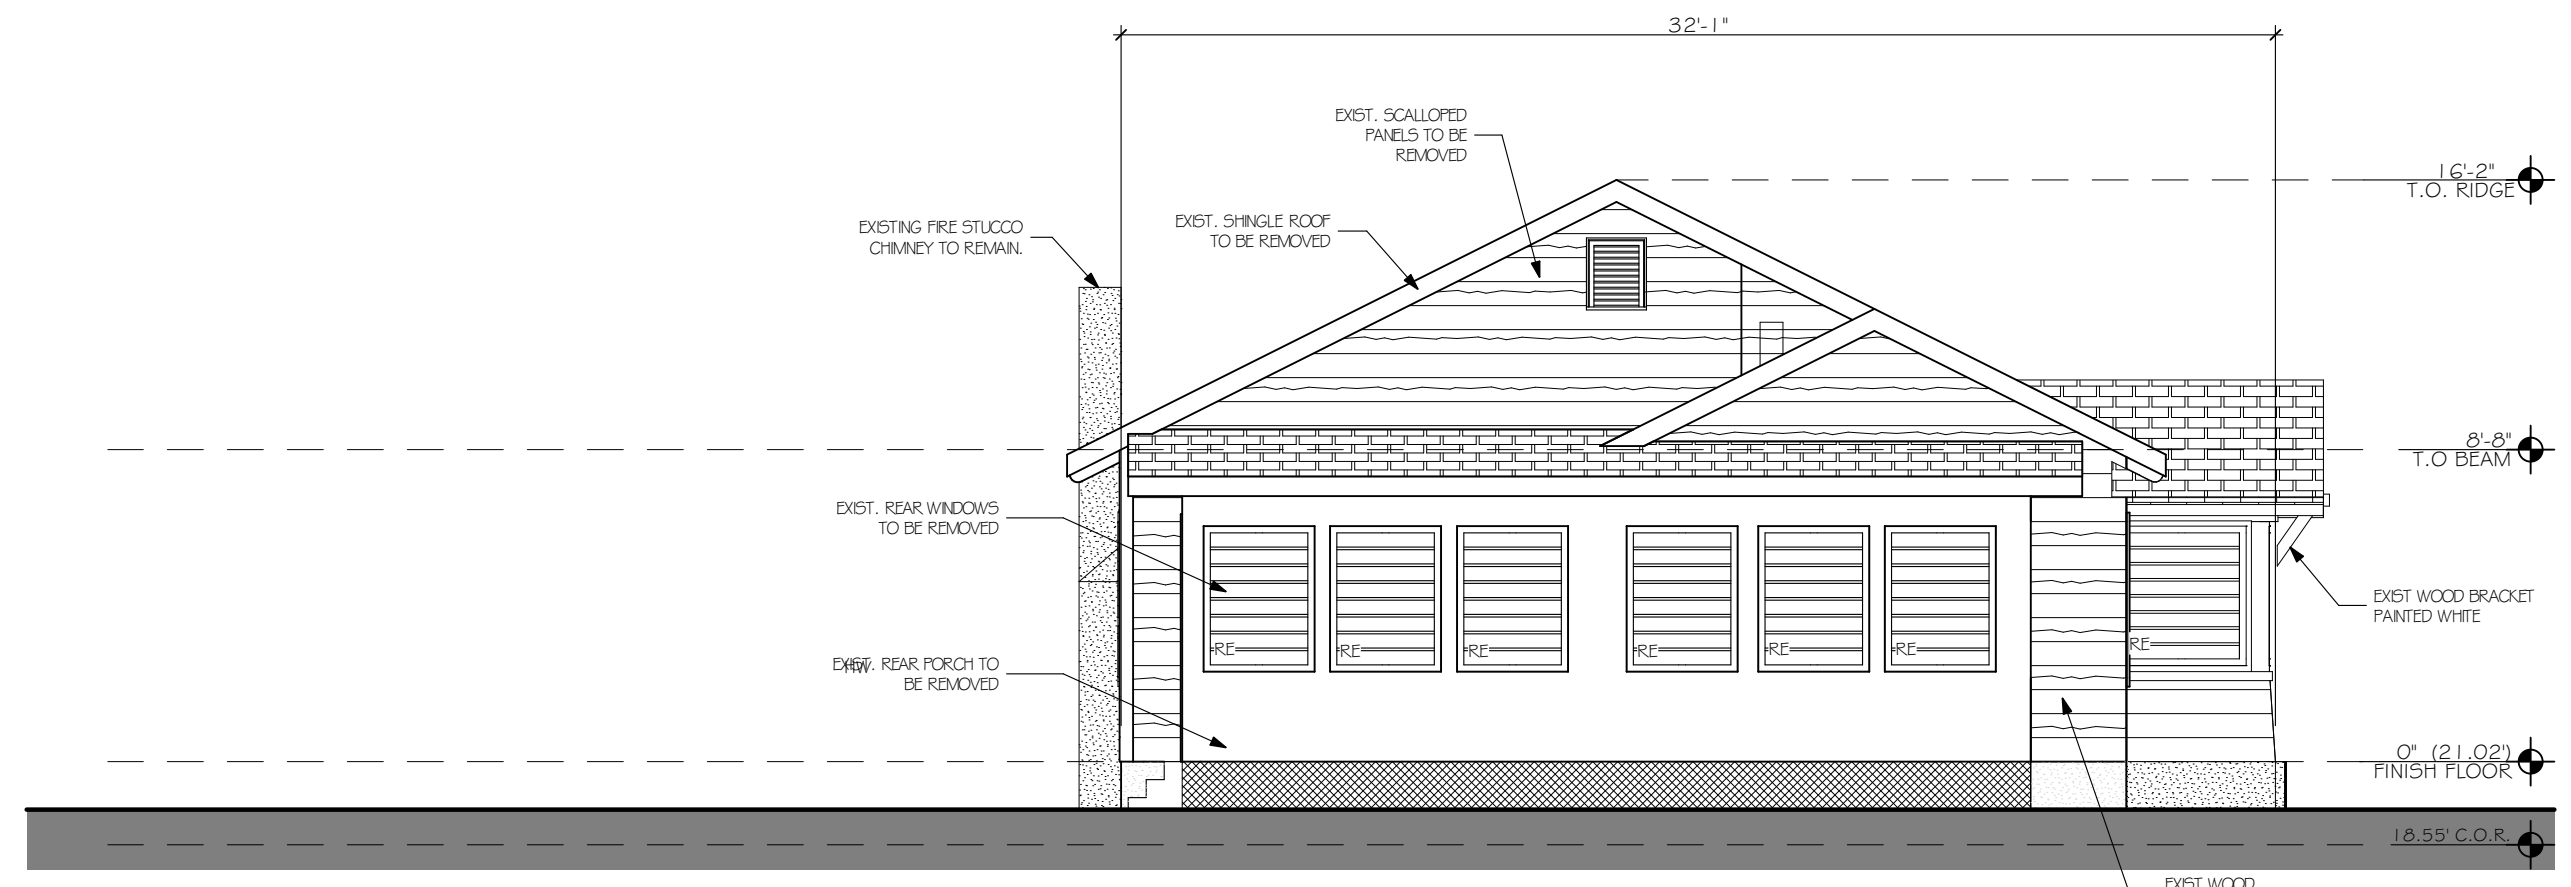 32'-1"
EXIST. SCALLOPED
PANELS TO BE
REMOVED
16'-2"
T.O. RIDGE
EXISTING FIRE STUCCO
CHIMNEY TO REMAIN.
EXIST. SHINGLE ROOF
TO BE REMOVED
8'-8"
T.O BEAM
EXIST. REAR WINDOWS
TO BE REMOVED
EXIST WOOD BRACKET
PAINTED WHITE
RE
RE
RE
RE
RE
RE
RE
EXIST. REAR PORCH TO
BE REMOVED
0" (21.02')
FINISH FLOOR
18.55' C.O.R.
EXIST WOOD